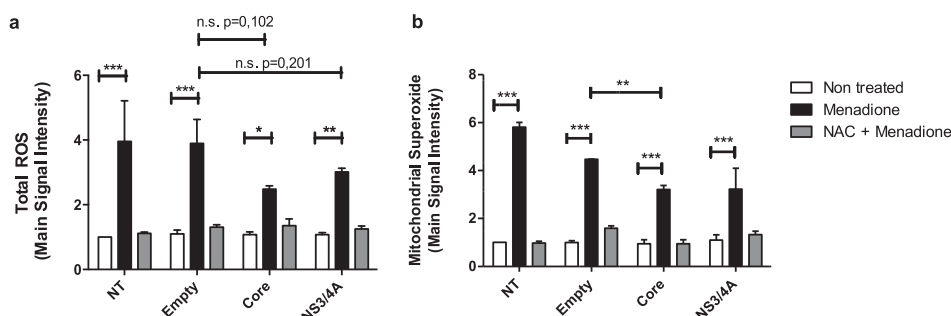 a
n.s. p=0,102
n.s. p=0,201
***
***
*
**
6
4
2
0
Total ROS
(Main Signal Intensity)
NT
Empty
Core
NS3/4A
b
**
***
***
***
***
8
6
4
2
0
Mitochondrial Superoxide
(Main Signal Intensity)
NT
Empty
Core
NS3/4A
Non treated
Menadione
NAC + Menadione